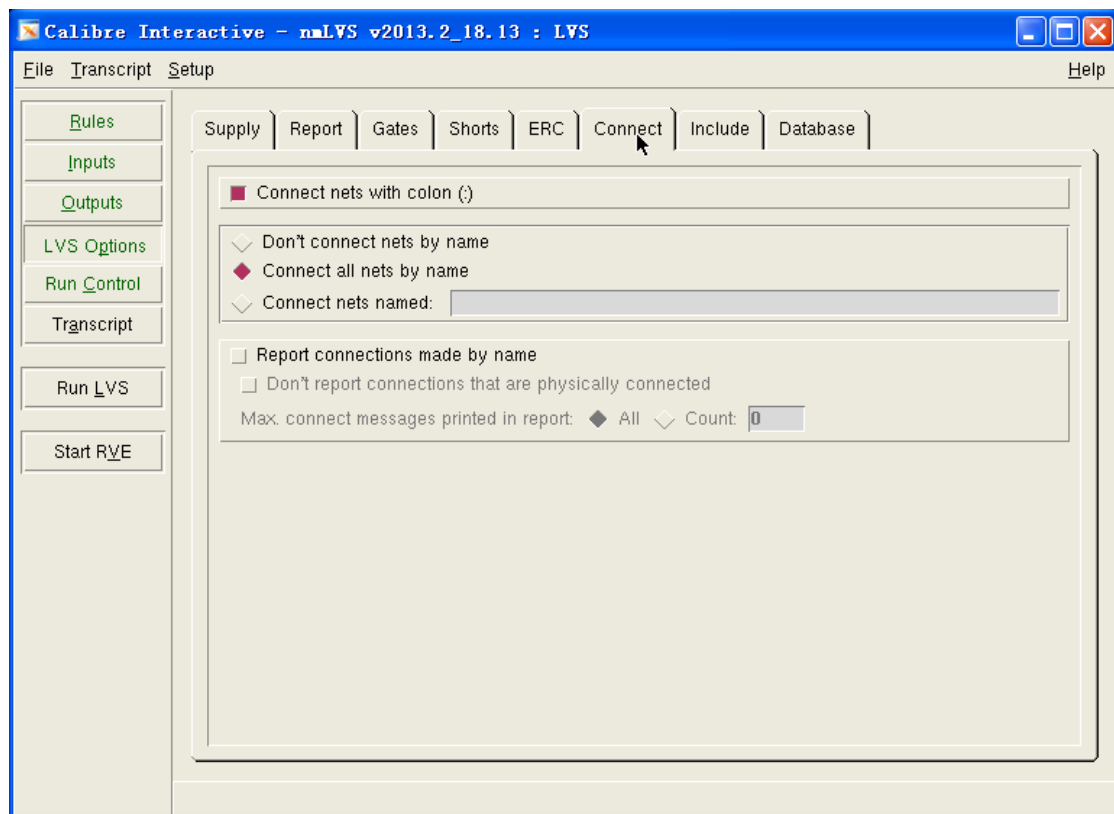 Calibre Interactive - nmLVS v2013.2_18.13 : LVS
File Transcript Setup Help
Rules
Inputs
Outputs
LVS Options
Run Control
Transcript
Run LVS
Start RVE
Supply Report Gates Shorts ERC Connect Include Database
Connect nets with colon (:)
Don't connect nets by name
Connect all nets by name
Connect nets named:
Report connections made by name
Don't report connections that are physically connected
Max. connect messages printed in report: All Count: 0